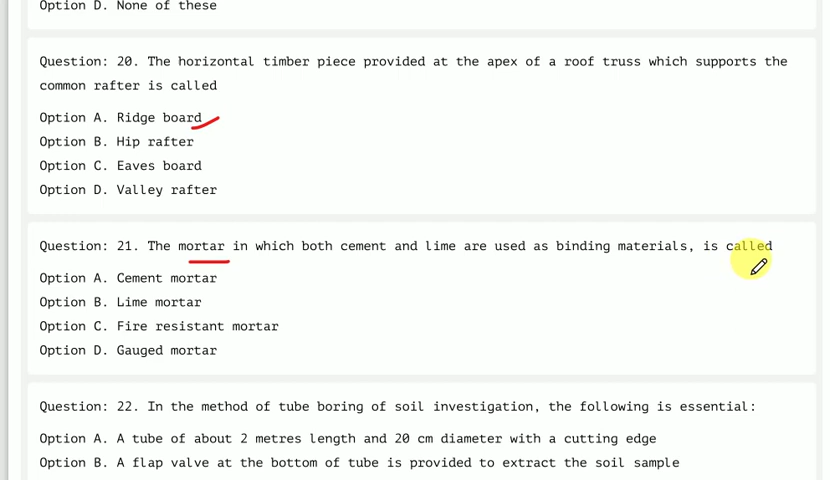 Option D. None of these
Question: 20. The horizontal timber piece provided at the apex of a roof truss which supports the
common rafter is called
Option A. Ridge board
Option B. Hip rafter
Option C. Eaves board
Option D. Valley rafter
Question: 21. The mortar in which both cement and lime are used as binding materials, is called
Option A. Cement mortar
Option B. Lime mortar
Option C. Fire resistant mortar
Option D. Gauged mortar
Question: 22. In the method of tube boring of soil investigation, the following is essential:
Option A. A tube of about 2 metres length and 20 cm diameter with a cutting edge
Option B. A flap valve at the bottom of tube is provided to extract the soil sample